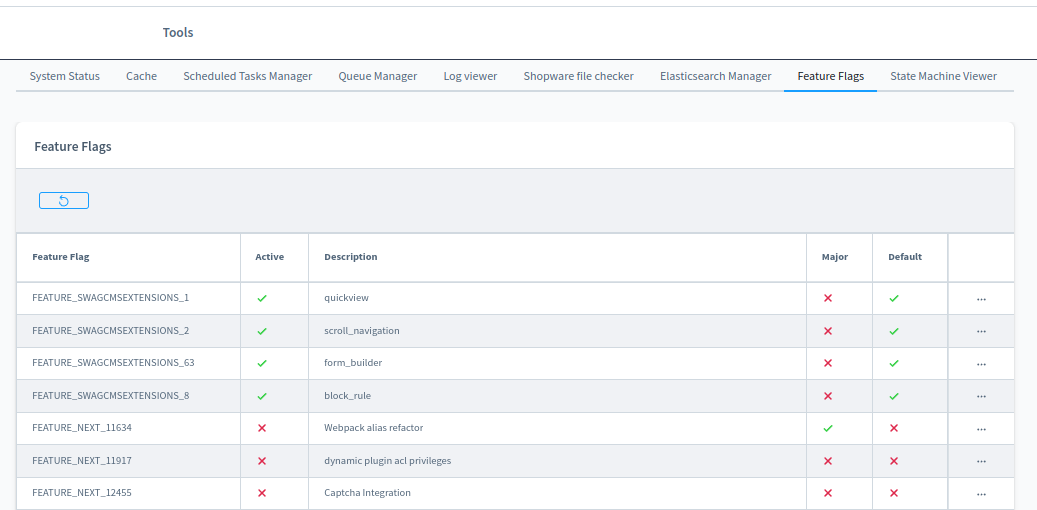 Tools
System Status Cache Scheduled Tasks Manager Queue Manager Log viewer Shopware file checker Elasticsearch Manager Feature Flags State Machine Viewer
Feature Flags
Feature Flag Active Description Major Default
FEATURE_SWAGCMSEXTENSIONS_1 quickview
FEATURE_SWAGCMSEXTENSIONS_2 scroll_navigation
FEATURE_SWAGCMSEXTENSIONS_63 form_builder
FEATURE_SWAGCMSEXTENSIONS_8 block_rule
FEATURE_NEXT_11634 Webpack alias refactor
FEATURE_NEXT_11917 dynamic plugin acl privileges
FEATURE_NEXT_12455 Captcha Integration